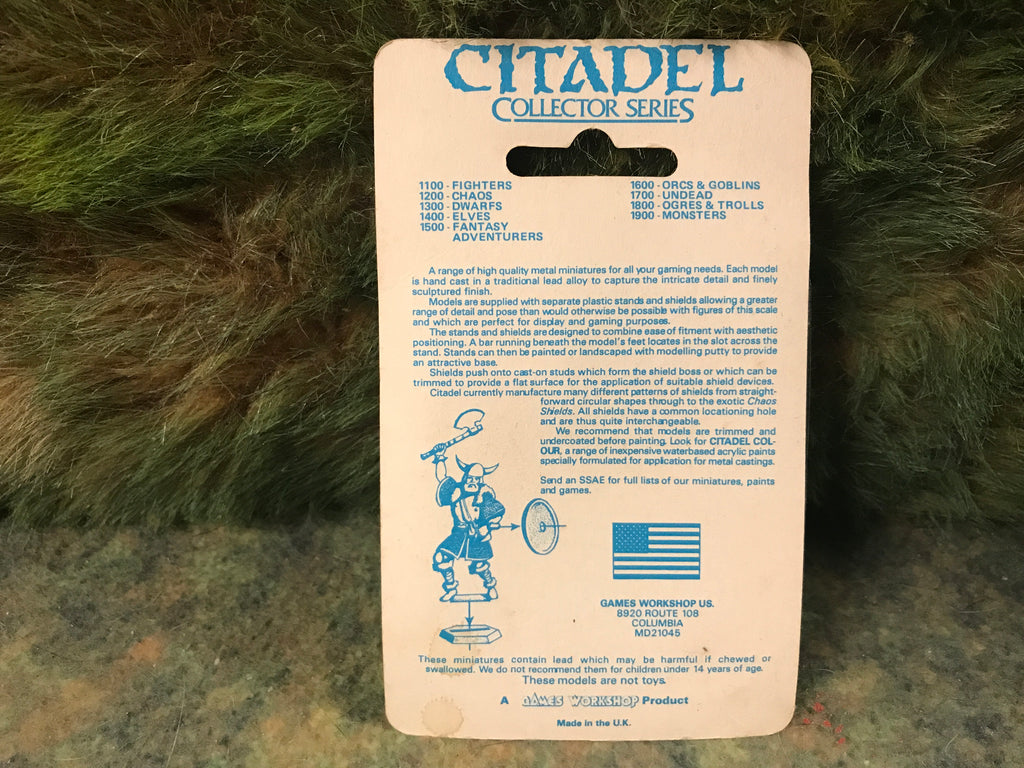 CITADEL
COLLECTOR SERIES
1100 - FIGHTERS
1200 - CHAOS
1300 - DWARFS
1400 - ELVES
1500 - FANTASY
ADVENTURERS
1600 - ORCS & GOBLINS
1700 - UNDEAD
1800 - OGRES & TROLLS
1900 - MONSTERS
A range of high quality metal miniatures for all your gaming needs. Each model
is hand cast in a traditional lead alloy to capture the intricate detail and finely
sculptured finish.
Models are supplied with separate plastic stands and shields allowing a greater
range of detail and pose than would otherwise be possible with figures of this scale
and which are perfect for display and gaming purposes.
The stands and shields are designed to combine ease of fitment with aesthetic
positioning. A bar running beneath the model's feet locates in the slot across the
stand. Stands can then be painted or landscaped with modelling putty to provide
an attractive base.
Shields push onto cast-on studs which form the shield boss or which can be
trimmed to provide a flat surface for the application of suitable shield devices.
Citadel currently manufacture many different patterns of shields from straight-
forward circular shapes through to the exotic Chaos
Shields. All shields have a common locationing hole
and are thus quite interchangeable.
We recommend that models are trimmed and
undercoated before painting. Look for CITADEL COL-
OUR, a range of inexpensive waterbased acrylic paints
specially formulated for application for metal castings.
Send an SSAE for full lists of our miniatures, paints
and games.
GAMES WORKSHOP US.
8920 ROUTE 108
COLUMBIA
MD21045
These miniatures contain lead which may be harmful if chewed or
swallowed. We do not recommend them for children under 14 years of age.
These models are not toys.
A GAMES WORKSHOP Product
Made in the U.K.